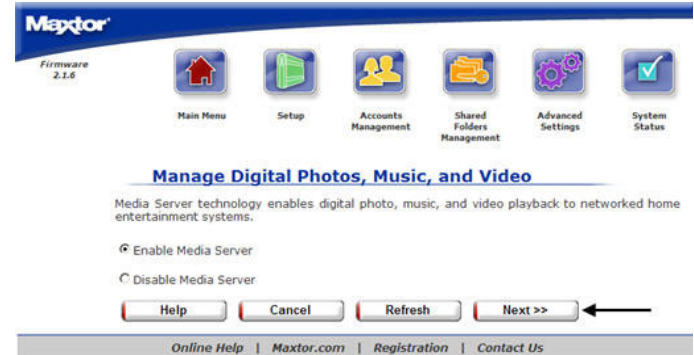 Maxtor
Firmware
2.1.6
Main Menu
Setup
Accounts
Management
Shared
Folders
Management
Advanced
Settings
System
Status
Manage Digital Photos, Music, and Video
Media Server technology enables digital photo, music, and video playback to networked home
entertainment systems.
Enable Media Server
Disable Media Server
Help Cancel Refresh Next >>
Online Help | Maxtor.com | Registration | Contact Us